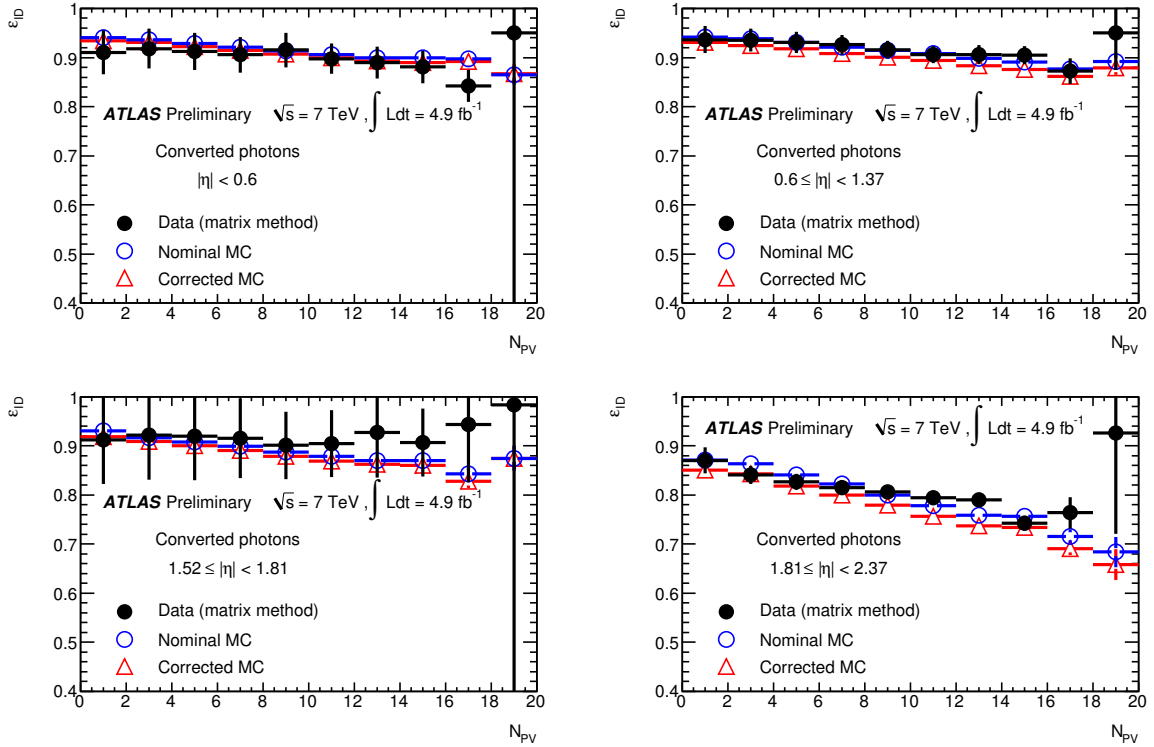 ε_ID
1
0.9
0.8
0.7
0.6
0.5
0.4
ATLAS Preliminary √s = 7 TeV , ∫ Ldt = 4.9 fb⁻¹
Converted photons
|η| < 0.6
Data (matrix method)
Nominal MC
Corrected MC
0 2 4 6 8 10 12 14 16 18 20
N_PV
ε_ID
1
0.9
0.8
0.7
0.6
0.5
0.4
ATLAS Preliminary √s = 7 TeV , ∫ Ldt = 4.9 fb⁻¹
Converted photons
0.6 ≤ |η| < 1.37
Data (matrix method)
Nominal MC
Corrected MC
0 2 4 6 8 10 12 14 16 18 20
N_PV
ε_ID
1
0.9
0.8
0.7
0.6
0.5
0.4
ATLAS Preliminary √s = 7 TeV , ∫ Ldt = 4.9 fb⁻¹
Converted photons
1.52 ≤ |η| < 1.81
Data (matrix method)
Nominal MC
Corrected MC
0 2 4 6 8 10 12 14 16 18 20
N_PV
ε_ID
1
0.9
0.8
0.7
0.6
0.5
0.4
ATLAS Preliminary √s = 7 TeV , ∫ Ldt = 4.9 fb⁻¹
Converted photons
1.81 ≤ |η| < 2.37
Data (matrix method)
Nominal MC
Corrected MC
0 2 4 6 8 10 12 14 16 18 20
N_PV